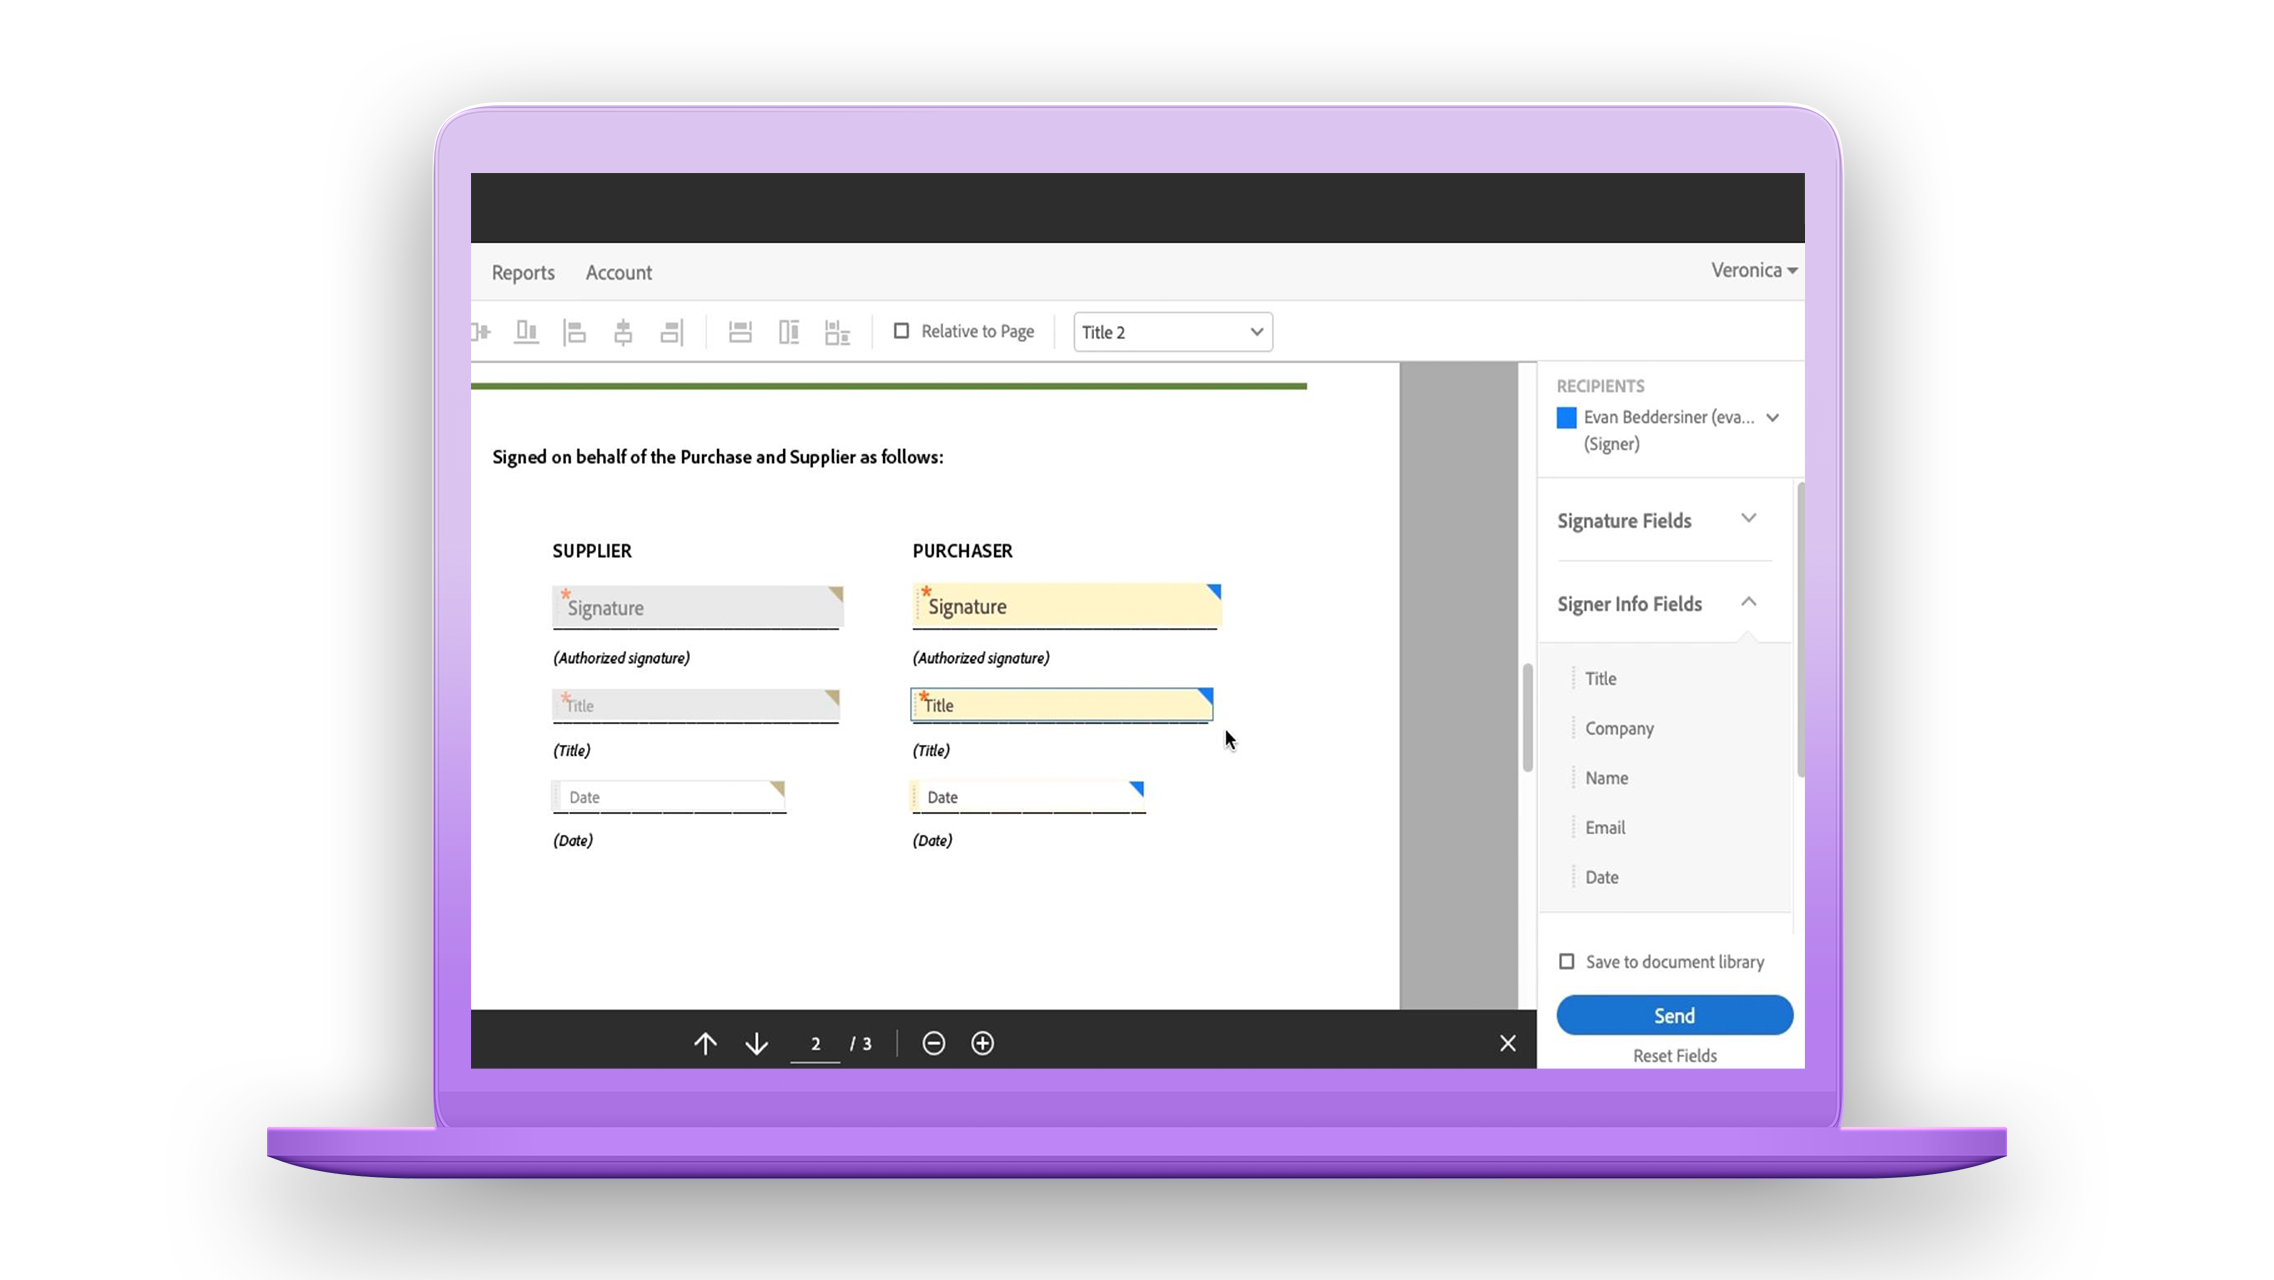 Reports Account Veronica
Relative to Page Title 2
RECIPIENTS
Evan Beddersiner (eva...
(Signer)
Signed on behalf of the Purchase and Supplier as follows:
SUPPLIER PURCHASER
*Signature *Signature
(Authorized signature) (Authorized signature)
*Title *Title
(Title) (Title)
Date Date
(Date) (Date)
Signature Fields
Signer Info Fields
Title
Company
Name
Email
Date
Save to document library
Send
Reset Fields
2 / 3